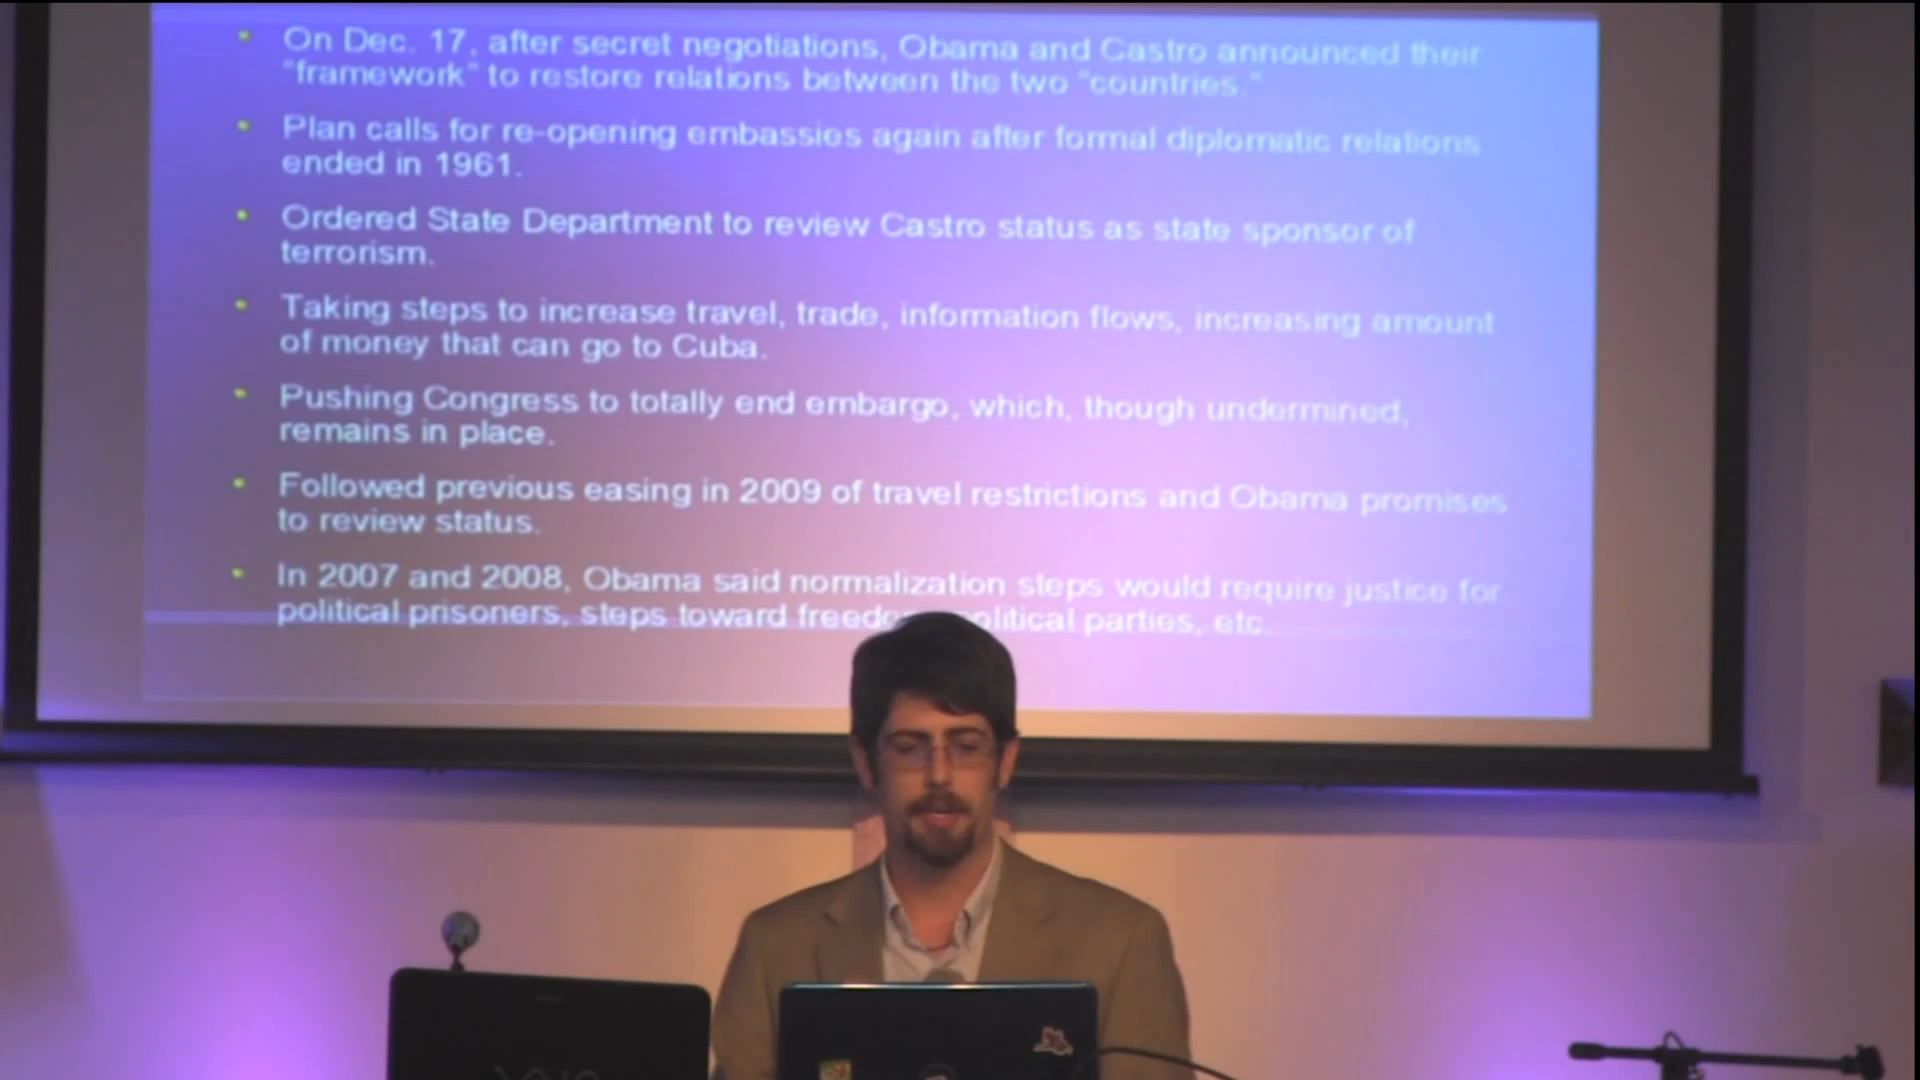 On Dec. 17, after secret negotiations, Obama and Castro announced their
"framework" to restore relations between the two "countries."
Plan calls for re-opening embassies again after formal diplomatic relations
ended in 1961.
Ordered State Department to review Castro status as state sponsor of
terrorism.
Taking steps to increase travel, trade, information flows, increasing amount
of money that can go to Cuba.
Pushing Congress to totally end embargo, which, though undermined,
remains in place.
Followed previous easing in 2009 of travel restrictions and Obama promises
to review status.
In 2007 and 2008, Obama said normalization steps would require justice for
political prisoners, steps toward parties, etc.